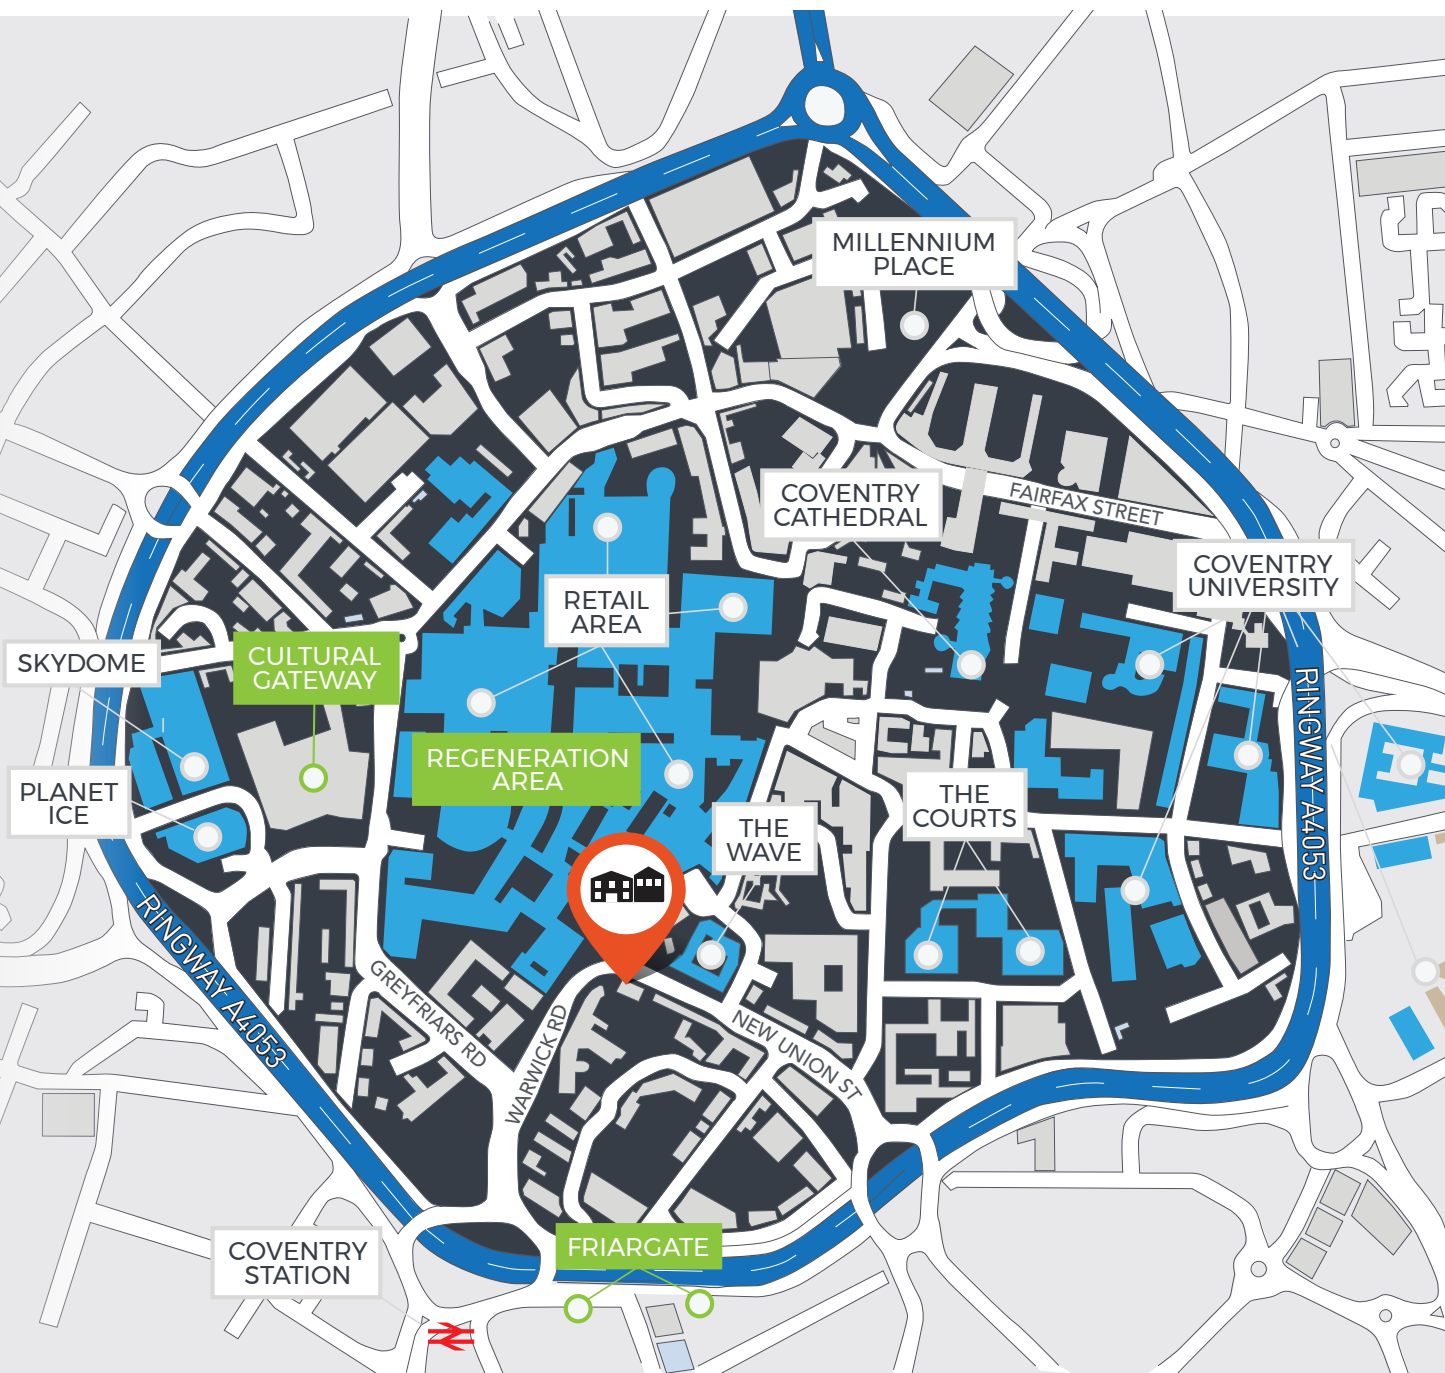 MILLENNIUM
PLACE
COVENTRY
CATHEDRAL
FAIRFAX STREET
COVENTRY
UNIVERSITY
RETAIL
AREA
SKYDOME
CULTURAL
GATEWAY
RINGWAY A4053
REGENERATION
AREA
PLANET
ICE
THE
COURTS
THE
WAVE
RINGWAY A4053
GREYFRIARS RD
WARWICK RD
NEW UNION ST
COVENTRY
STATION
FRIARGATE